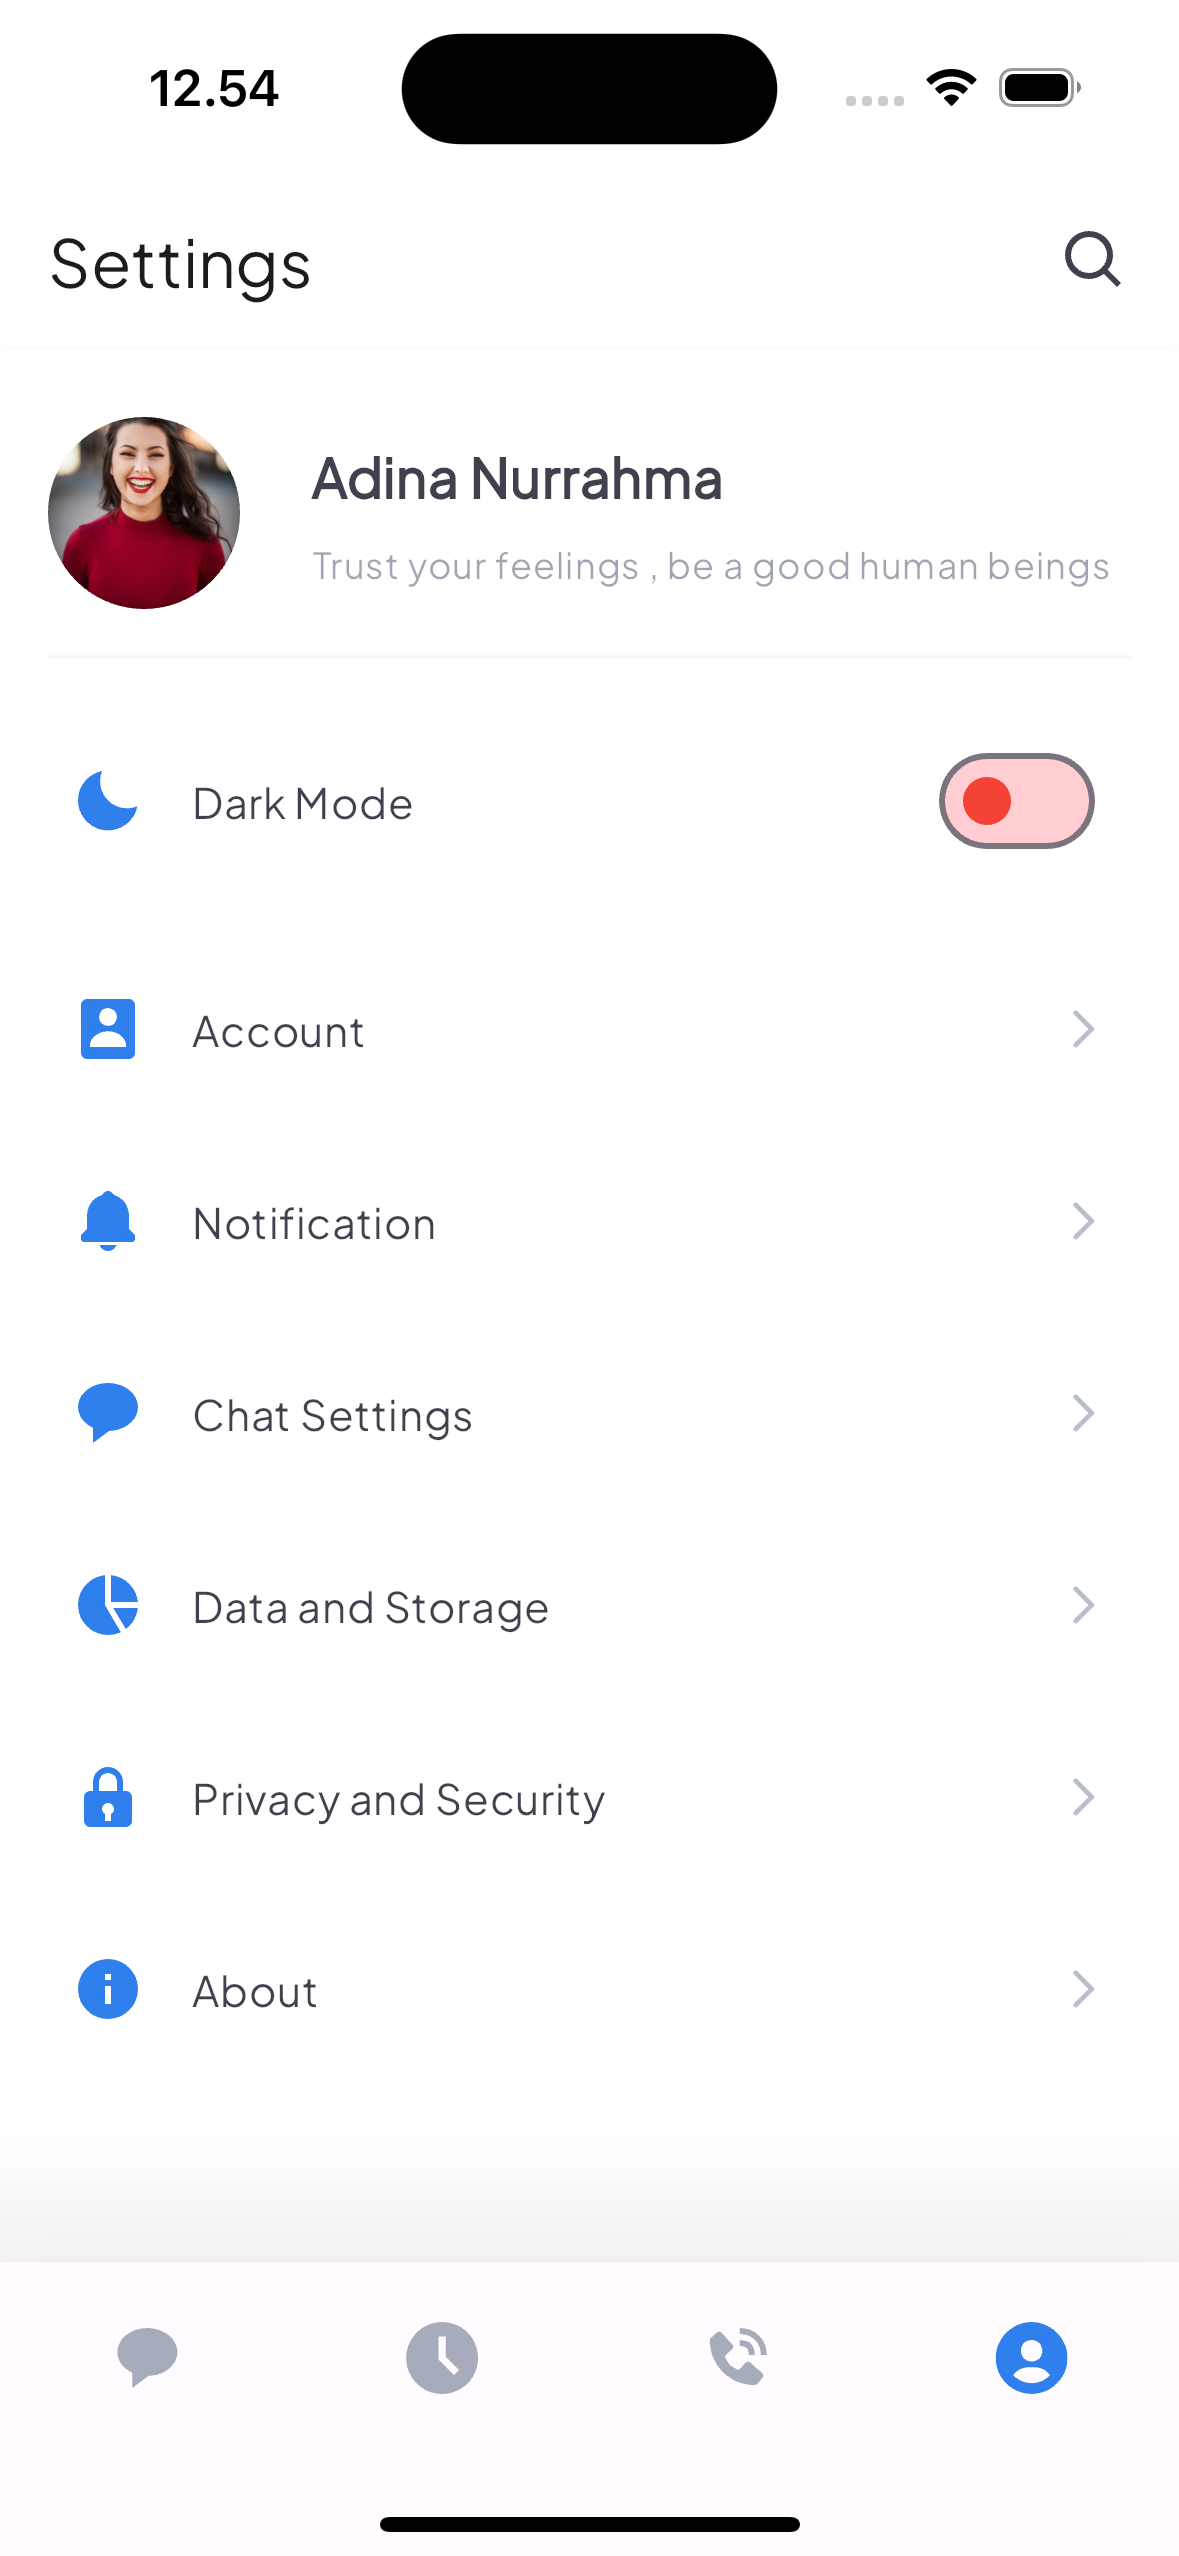 12.54
Settings
Adina Nurrahma
Trust your feelings , be a good human beings
Dark Mode
Account
Notification
Chat Settings
Data and Storage
Privacy and Security
About